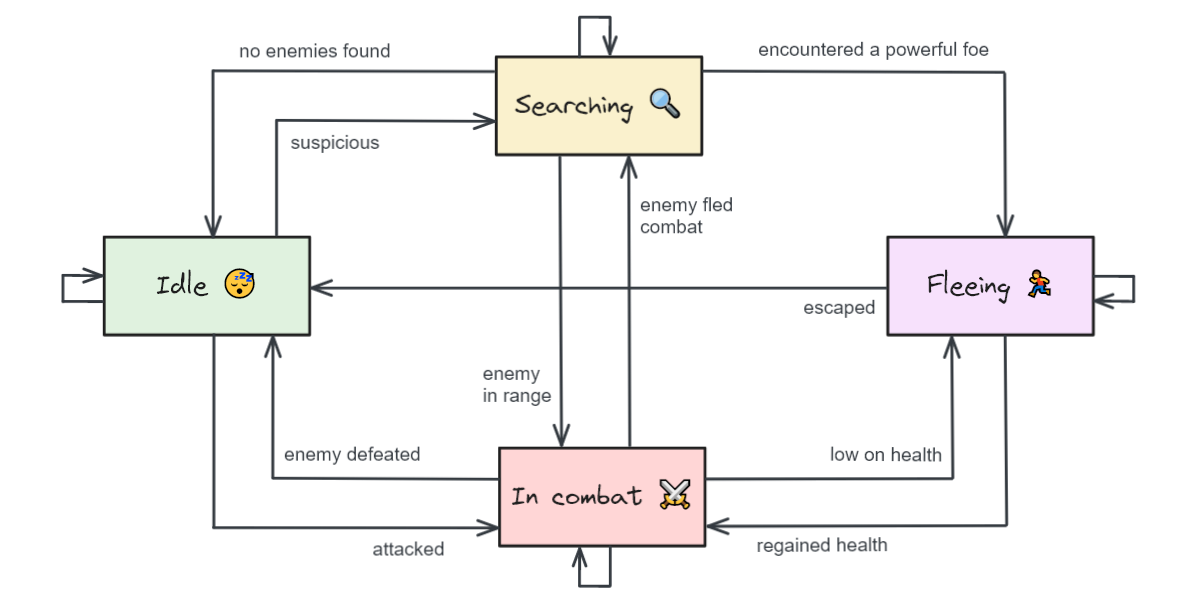 no enemies found
encountered a powerful foe
Searching 🔍
suspicious
enemy fled
combat
Idle 😴
Fleeing 🏃
escaped
enemy
in range
enemy defeated
low on health
In combat ⚔️
attacked
regained health